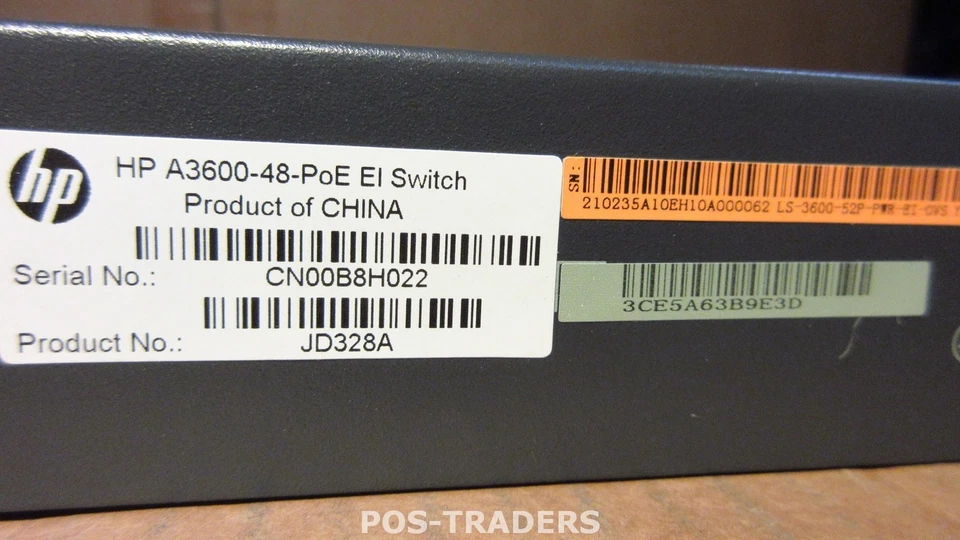 hp
HP A3600-48-PoE EI Switch
Product of CHINA
Serial No.: CN00B8H022
Product No.: JD328A
SN:
210235A10EH10A000062 LS-3600-52P-PWR-EI-OVS
3CE5A63B9E3D
POS-TRADERS